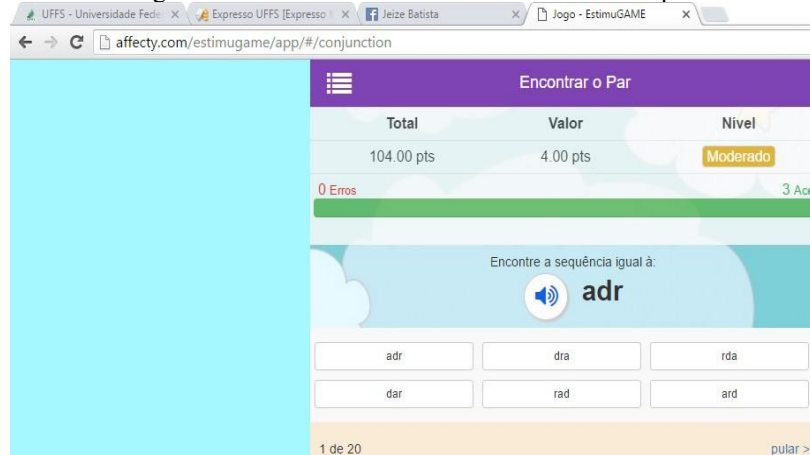 UFFS - Universidade Fede
Expresso UFFS [Expresso
Jeize Batista
Jogo - EstimuGAME
affecty.com/estimugame/app/#/conjunction
Encontrar o Par
Total Valor Nivel
104.00 pts 4.00 pts Moderado
0 Erros 3 Ace
Encontre a sequência igual à:
adr
adr dra rda
dar rad ard
1 de 20 pular >